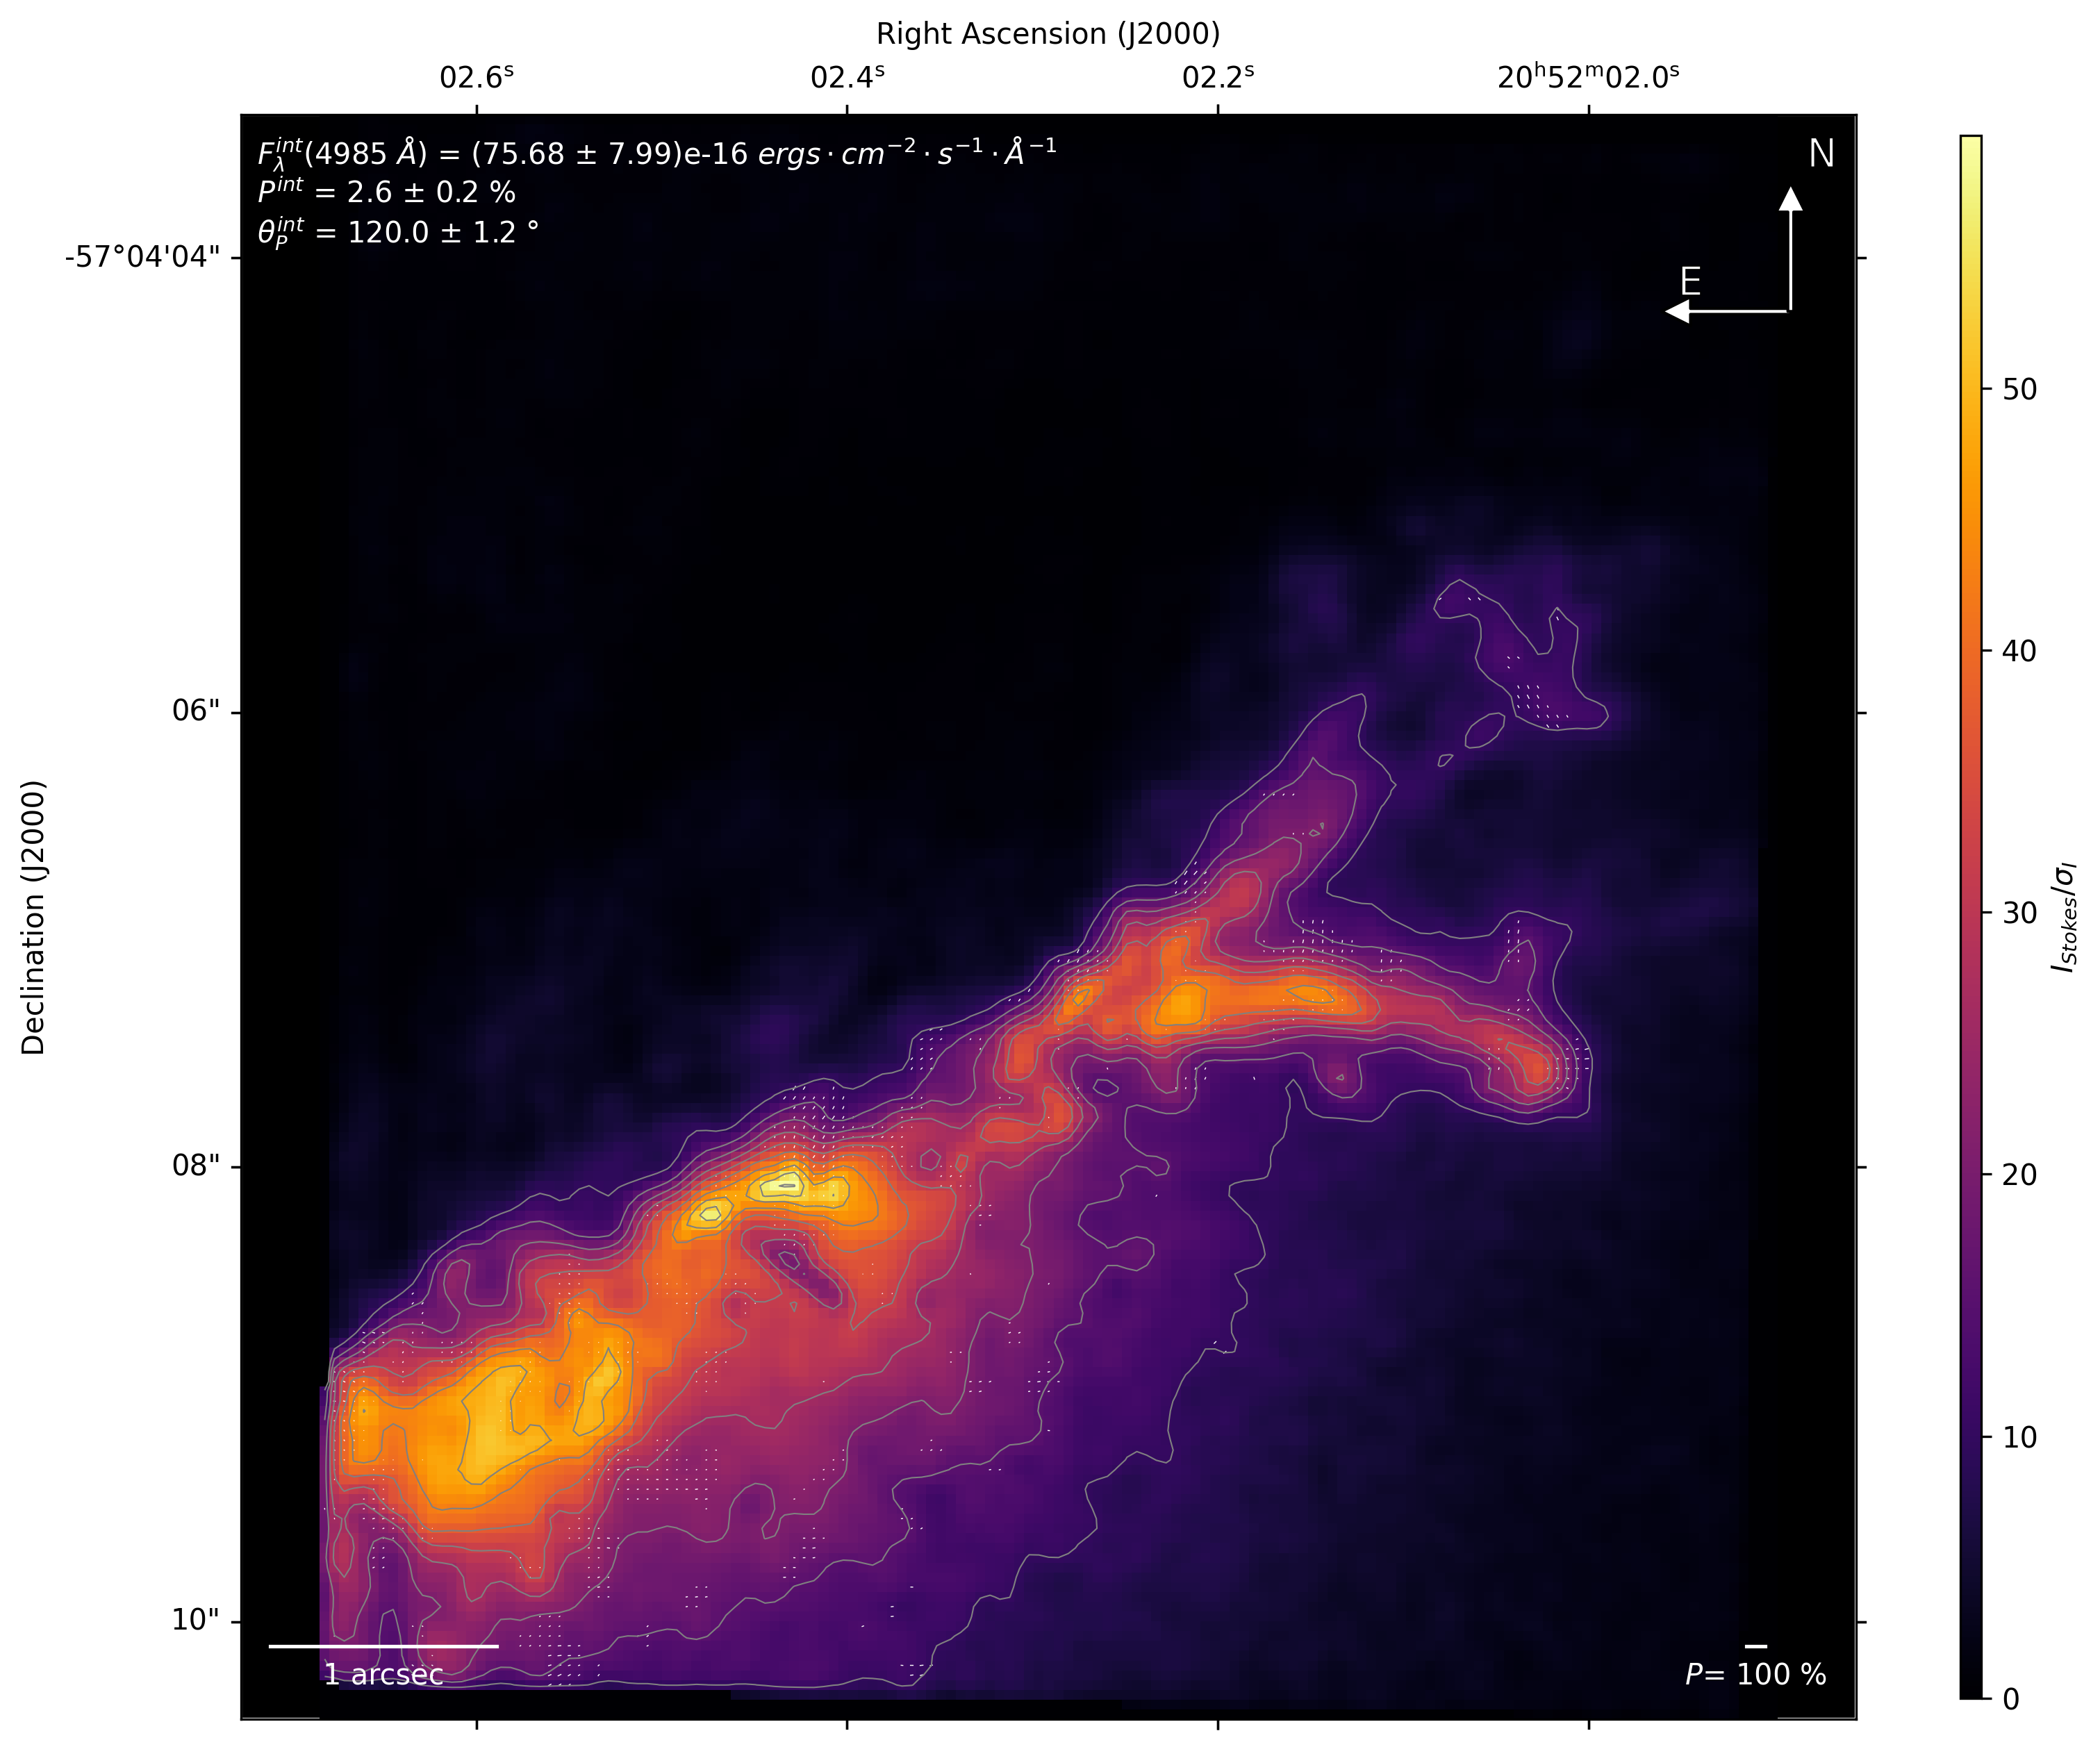 Right Ascension (J2000)
02.6ˢ 02.4ˢ 02.2ˢ 20ʰ52ᵐ02.0ˢ
F_λ^int(4985 Å) = (75.68 ± 7.99)e-16 ergs·cm⁻²·s⁻¹·Å⁻¹
P^int = 2.6 ± 0.2 %
θ_P^int = 120.0 ± 1.2 °
N
E
-57°04'04"
06"
08"
10"
Declination (J2000)
1 arcsec
P= 100 %
50
40
30
20
10
0
I_Stokes/σ_I